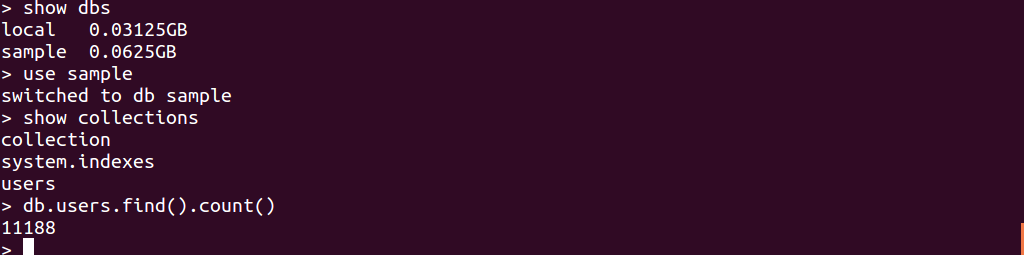 > show dbs
local   0.03125GB
sample  0.0625GB
> use sample
switched to db sample
> show collections
collection
system.indexes
users
> db.users.find().count()
11188
>